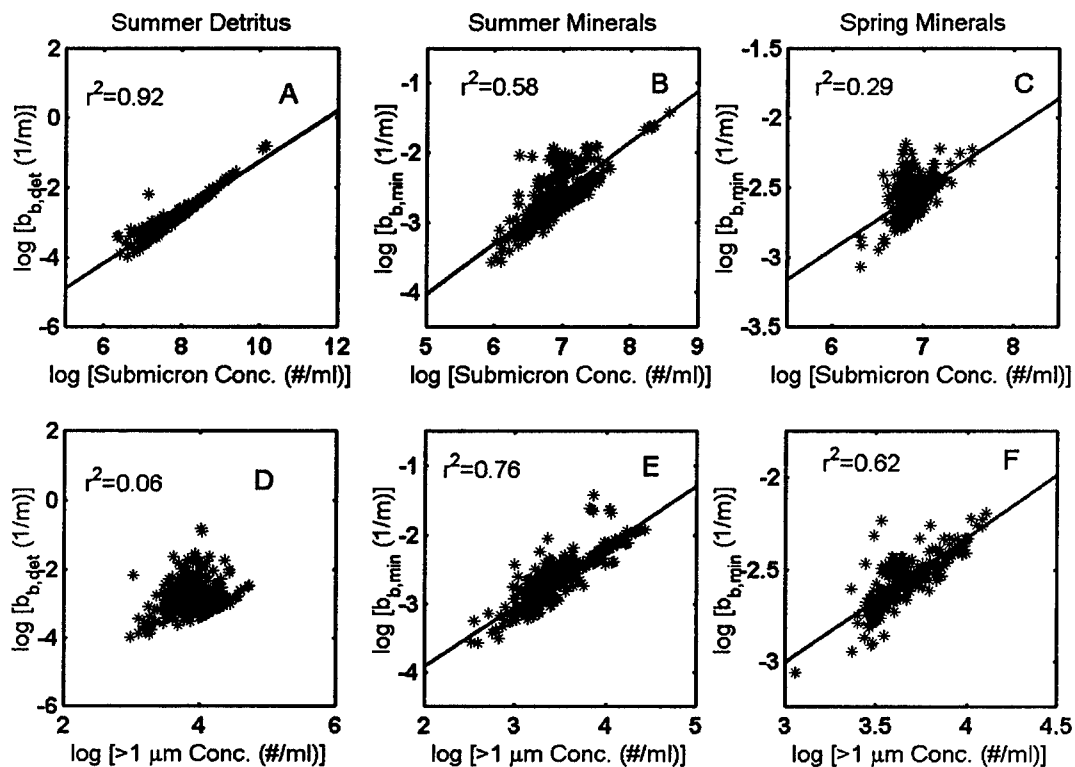 Summer Detritus
Summer Minerals
Spring Minerals
2
0
-2
-4
-6
log [b_b,det (1/m)]
r²=0.92
A
6
8
10
12
log [Submicron Conc. (#/ml)]
-1
-2
-3
-4
log [b_b,min (1/m)]
r²=0.58
B
5
6
7
8
9
log [Submicron Conc. (#/ml)]
-1.5
-2
-2.5
-3
-3.5
log [b_b,min (1/m)]
r²=0.29
C
6
7
8
log [Submicron Conc. (#/ml)]
2
0
-2
-4
-6
log [b_b,det (1/m)]
r²=0.06
D
2
4
6
log [>1 μm Conc. (#/ml)]
-1
-2
-3
-4
log [b_b,min (1/m)]
r²=0.76
E
2
3
4
5
log [>1 μm Conc. (#/ml)]
-2
-2.5
-3
log [b_b,min (1/m)]
r²=0.62
F
3
3.5
4
4.5
log [>1 μm Conc. (#/ml)]